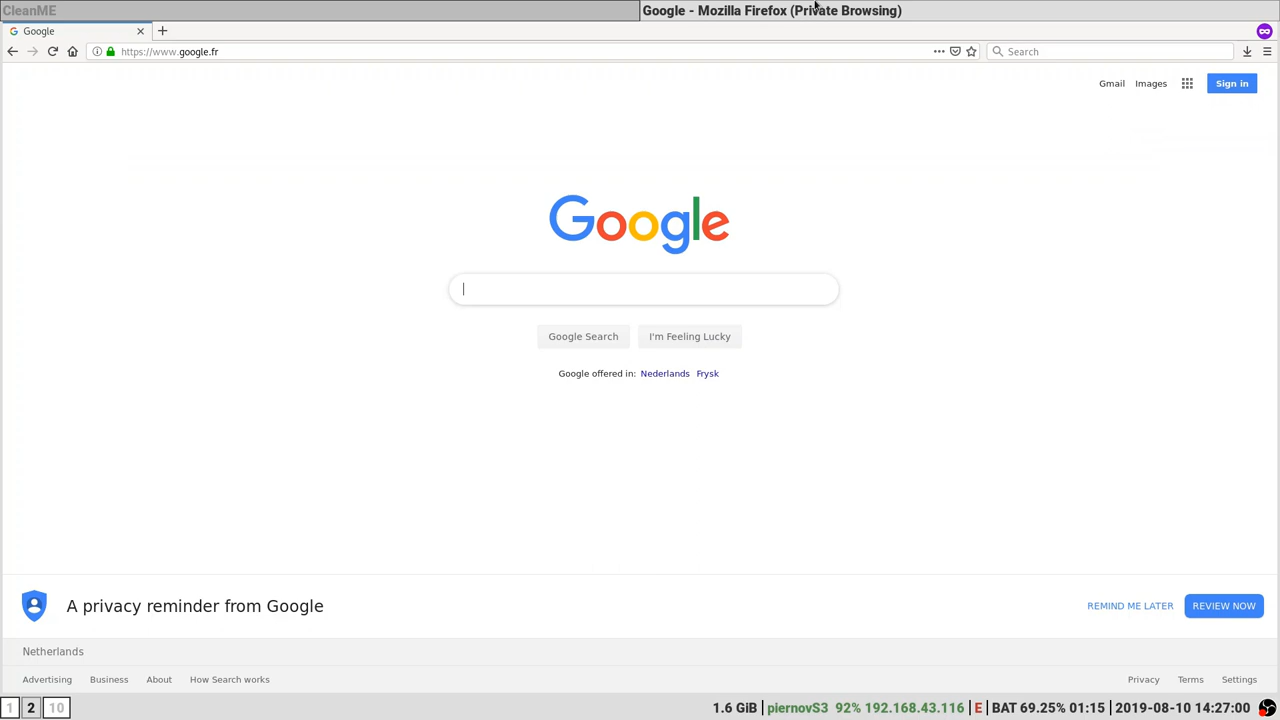 CleanME
Google - Mozilla Firefox (Private Browsing)
Google
https://www.google.fr
Search
Gmail Images Sign in
Google
Google Search I'm Feeling Lucky
Google offered in: Nederlands Frysk
A privacy reminder from Google REMIND ME LATER REVIEW NOW
Netherlands
Advertising Business About How Search works Privacy Terms Settings
1 2 10 1.6 GiB piernovS3 92% 192.168.43.116 E BAT 69.25% 01:15 2019-08-10 14:27:00